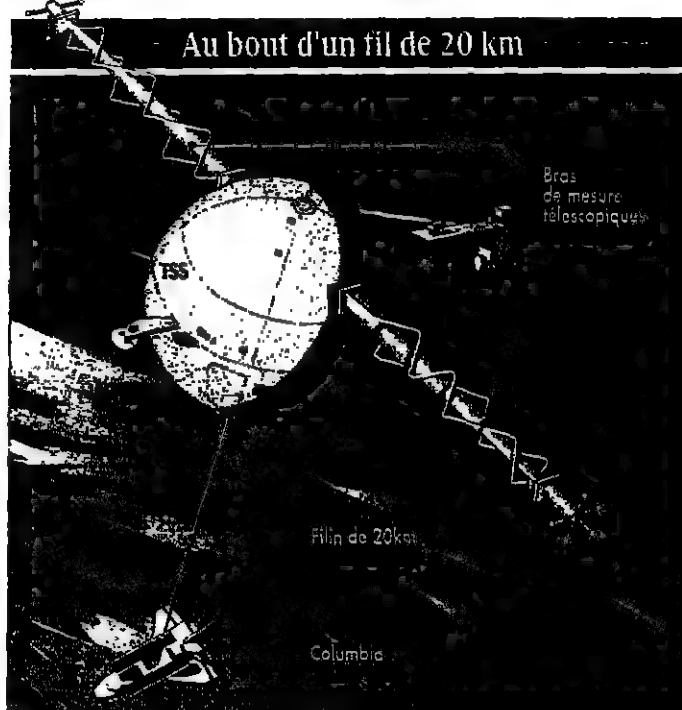 Au bout d'un fil de 20 km
Bras
de mesure
télescopiques
TSS
Filin de 20km
Columbia